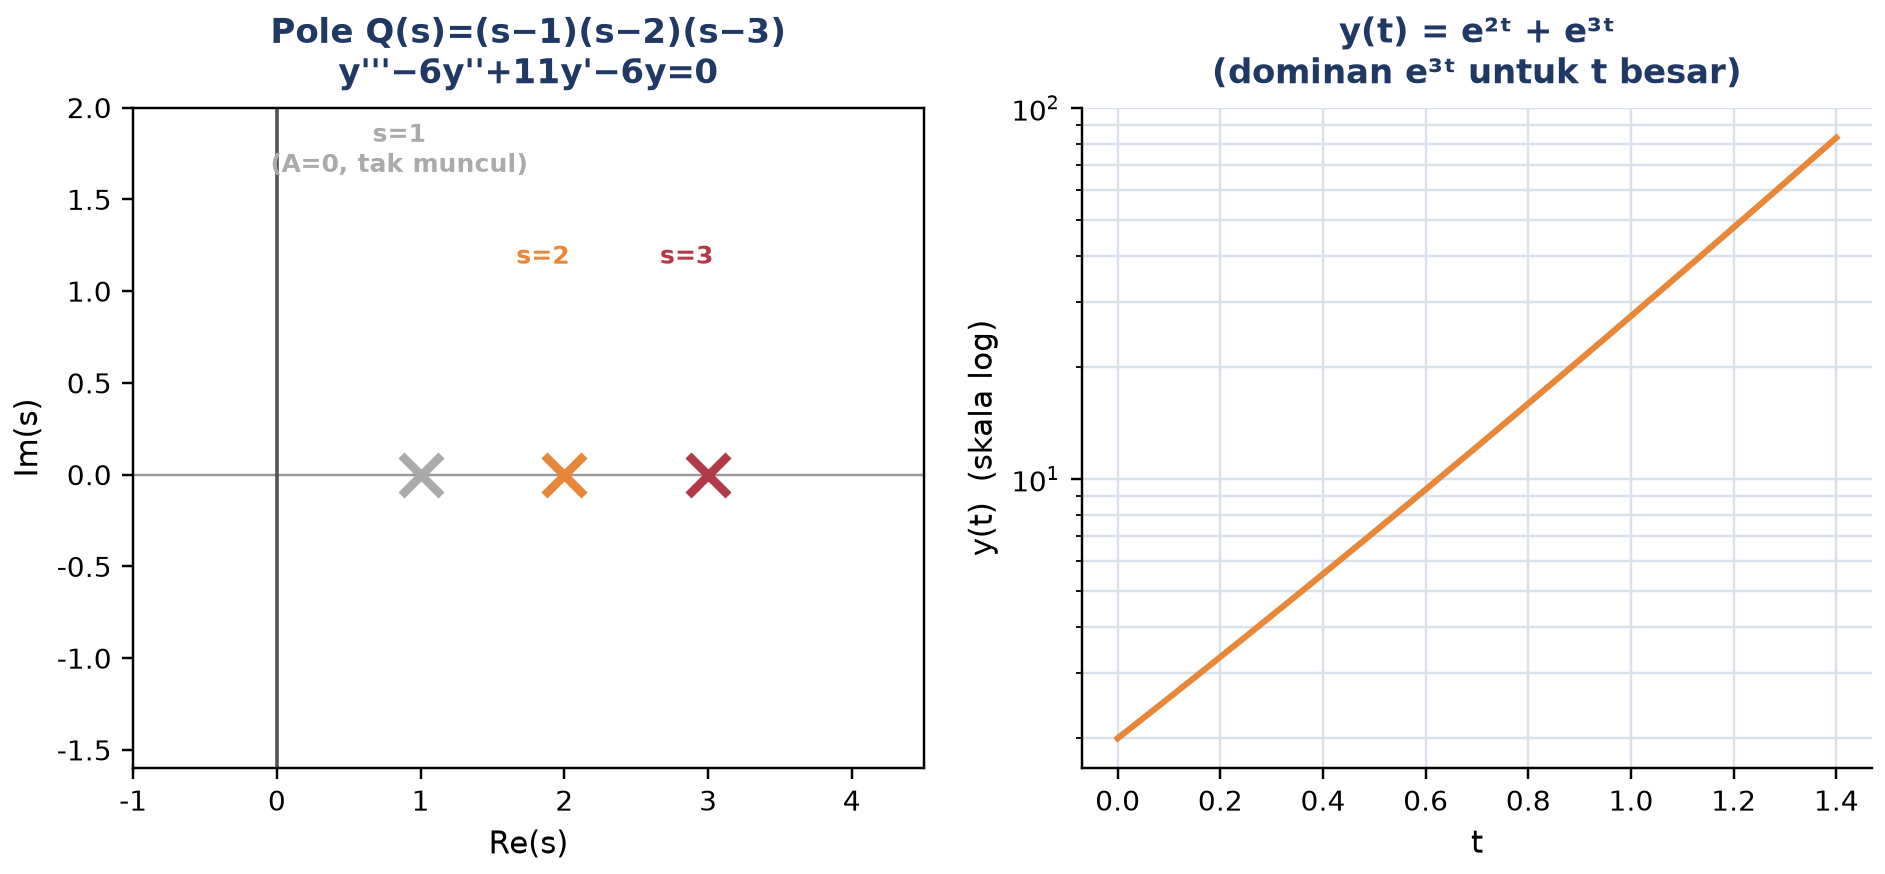 Pole Q(s)=(s−1)(s−2)(s−3)
y'''−6y''+11y'−6y=0
2.0
1.5
1.0
0.5
0.0
-0.5
-1.0
-1.5
Im(s)
s=1
(A=0, tak muncul)
s=2
s=3
-1
0
1
2
3
4
Re(s)
y(t) = e²ᵗ + e³ᵗ
(dominan e³ᵗ untuk t besar)
10²
10¹
y(t)  (skala log)
0.0
0.2
0.4
0.6
0.8
1.0
1.2
1.4
t